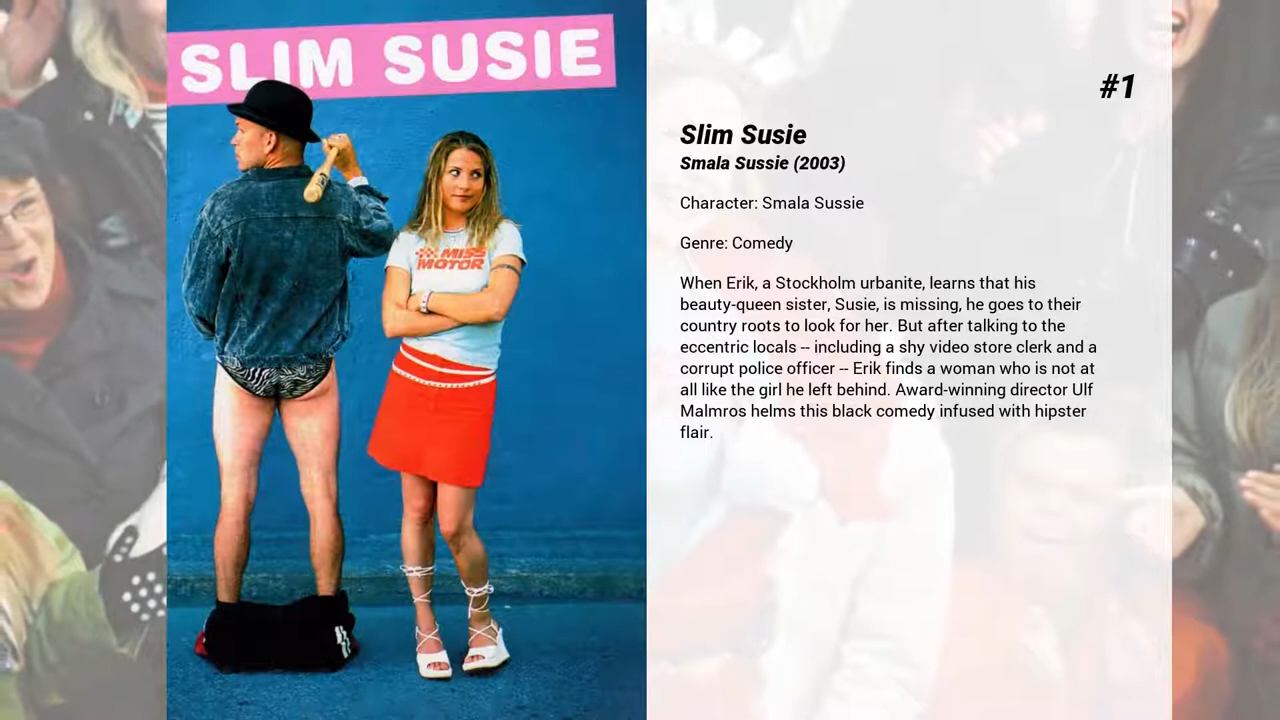 SLIM SUSIE
MISS
MOTOR
#1
Slim Susie
Smala Sussie (2003)
Character: Smala Sussie
Genre: Comedy
When Erik, a Stockholm urbanite, learns that his
beauty-queen sister, Susie, is missing, he goes to their
country roots to look for her. But after talking to the
eccentric locals -- including a shy video store clerk and a
corrupt police officer -- Erik finds a woman who is not at
all like the girl he left behind. Award-winning director Ulf
Malmros helms this black comedy infused with hipster
flair.